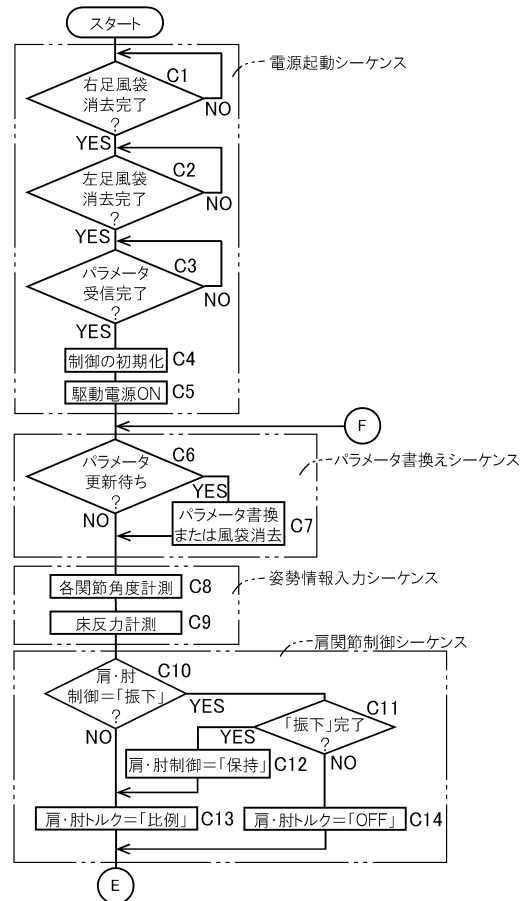 スタート
電源起動シーケンス
C1
右足風袋
消去完了
?
NO
YES
C2
左足風袋
消去完了
?
NO
YES
C3
パラメータ
受信完了
?
NO
YES
制御の初期化 C4
駆動電源ON C5
F
パラメータ書換えシーケンス
C6
パラメータ
更新待ち
?
YES
NO
パラメータ書換
または風袋消去
C7
姿勢情報入力シーケンス
各関節角度計測 C8
床反力計測 C9
肩関節制御シーケンス
C10
肩・肘
制御=「振下」
?
YES
NO
C11
「振下」完了
?
YES
NO
肩・肘制御=「保持」 C12
肩・肘トルク=「比例」 C13
肩・肘トルク=「OFF」 C14
E